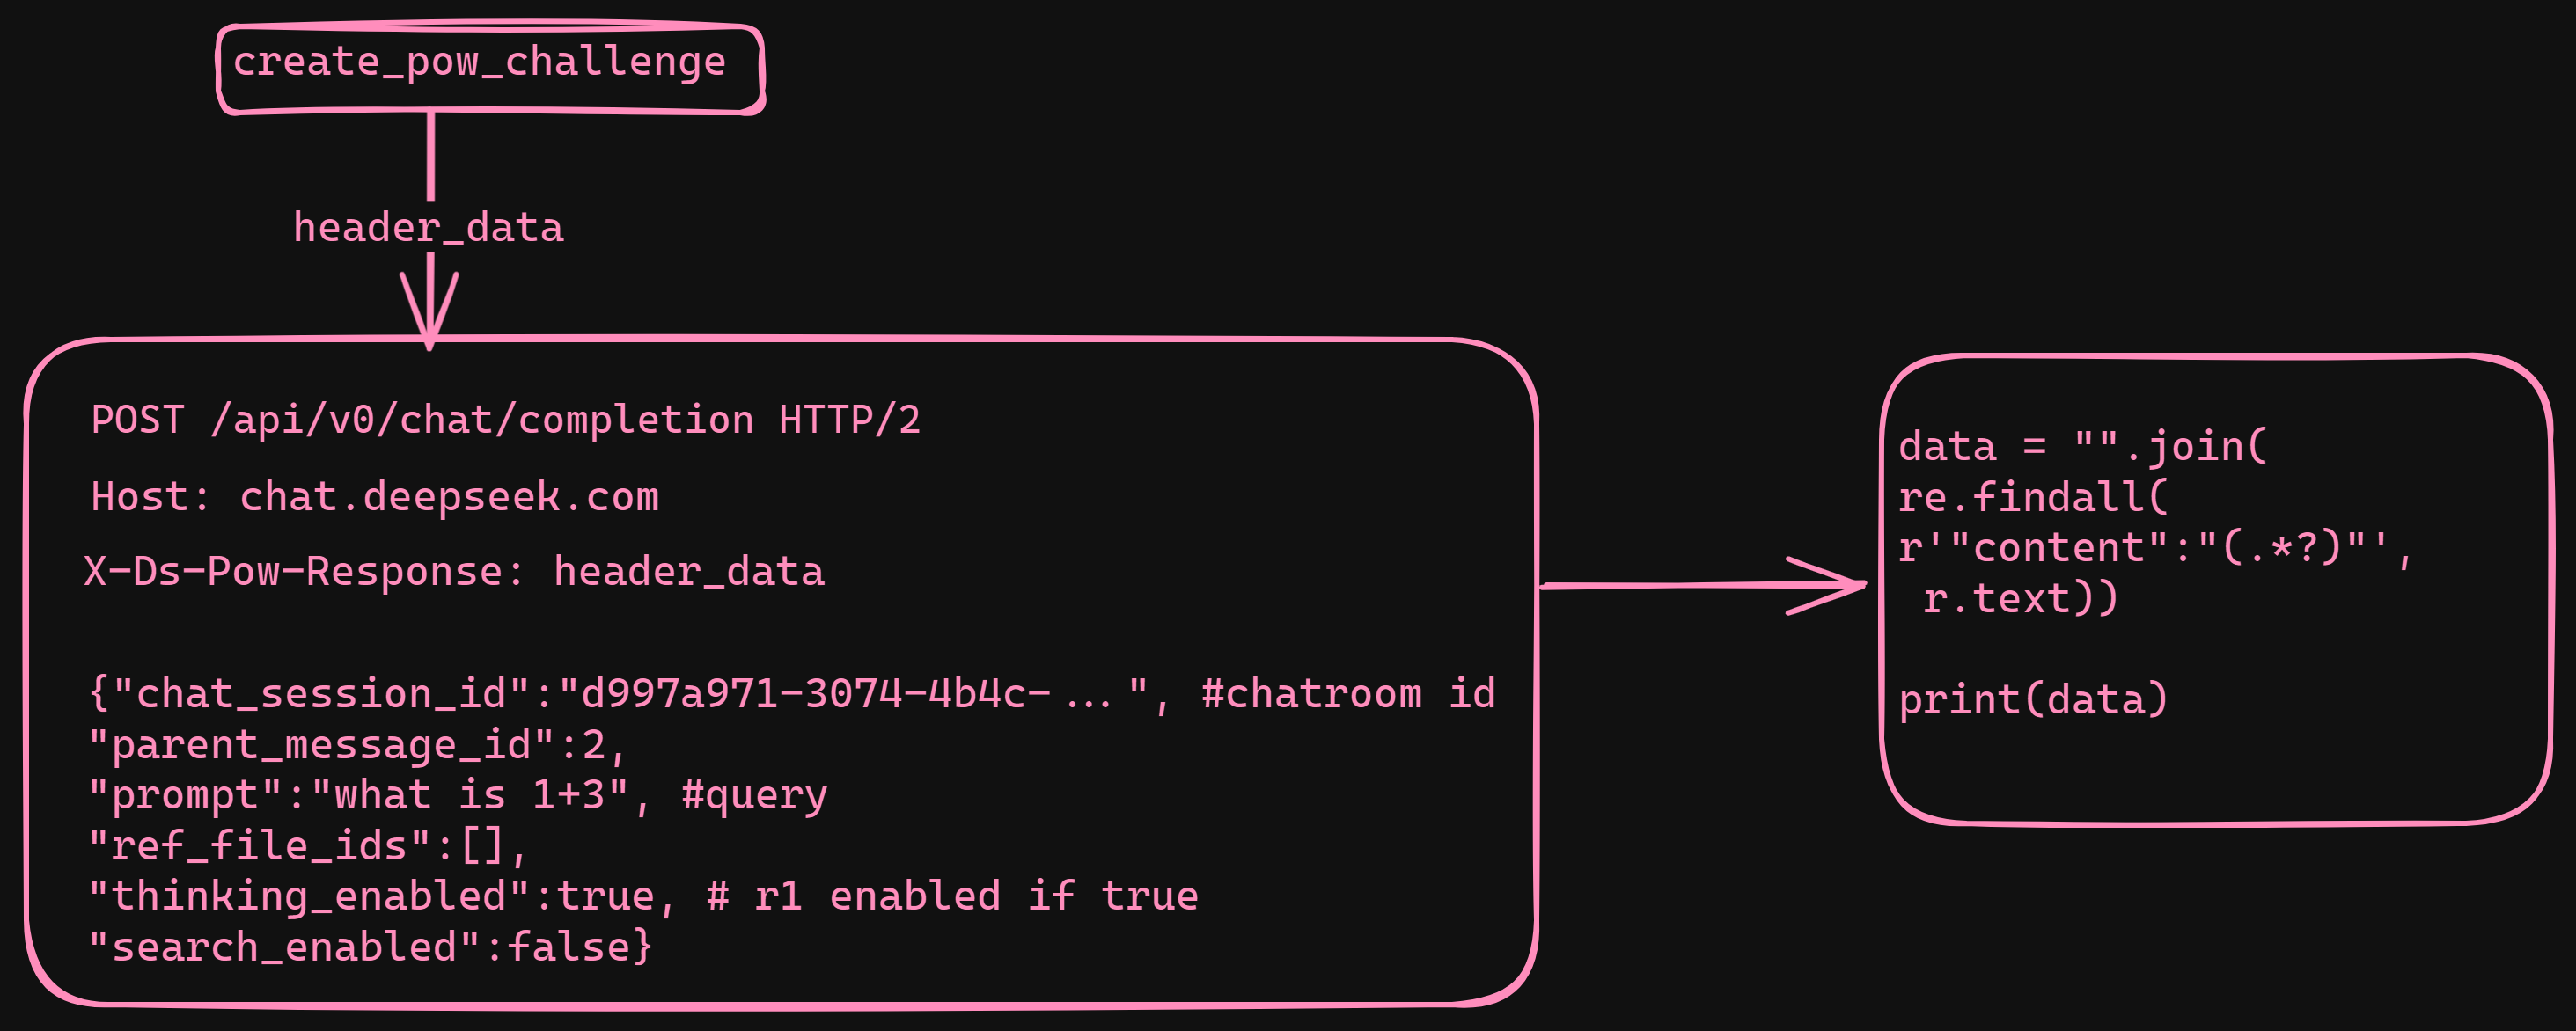 create_pow_challenge
header_data
POST /api/v0/chat/completion HTTP/2
Host: chat.deepseek.com
X-Ds-Pow-Response: header_data
{"chat_session_id":"d997a971-3074-4b4c-...", #chatroom id
"parent_message_id":2,
"prompt":"what is 1+3", #query
"ref_file_ids":[],
"thinking_enabled":true, # r1 enabled if true
"search_enabled":false}
data = "".join(
re.findall(
r'"content":"(.*?)"',
r.text))
print(data)